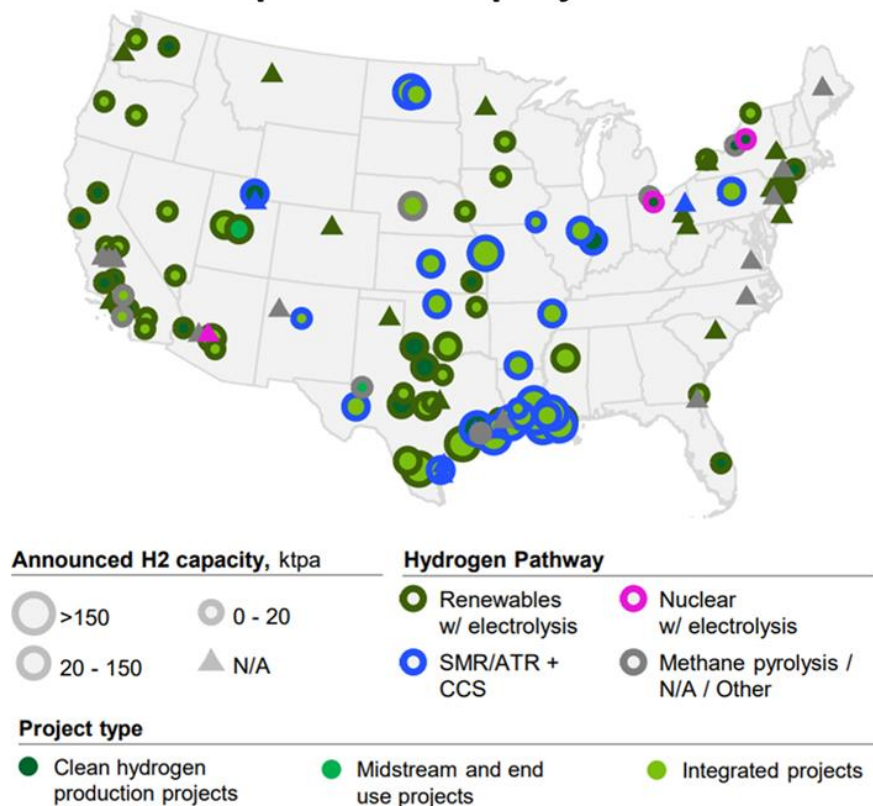 Announced H2 capacity, ktpa
>150
0 - 20
20 - 150
N/A
Hydrogen Pathway
Renewables
w/ electrolysis
Nuclear
w/ electrolysis
SMR/ATR +
CCS
Methane pyrolysis /
N/A / Other
Project type
Clean hydrogen
production projects
Midstream and end
use projects
Integrated projects